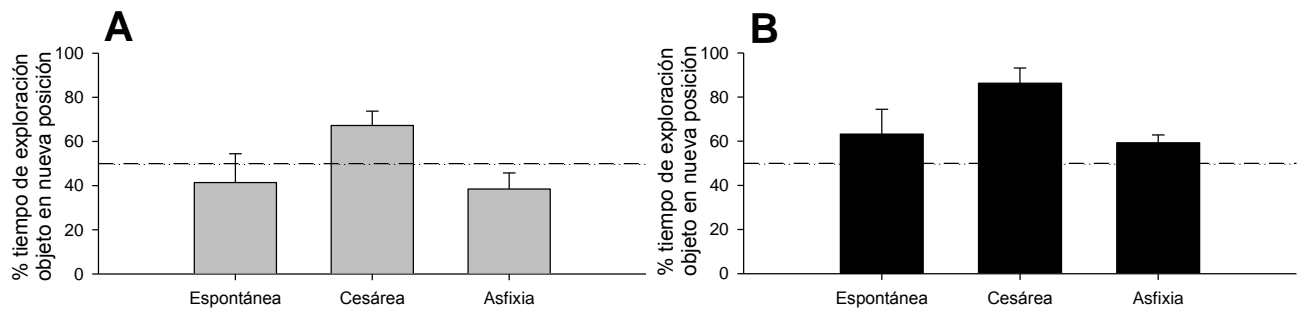 A
% tiempo de exploración
objeto en nueva posición
100
80
60
40
20
0
Espontánea Cesárea Asfixia
B
% tiempo de exploración
objeto en nueva posición
100
80
60
40
20
0
Espontánea Cesárea Asfixia